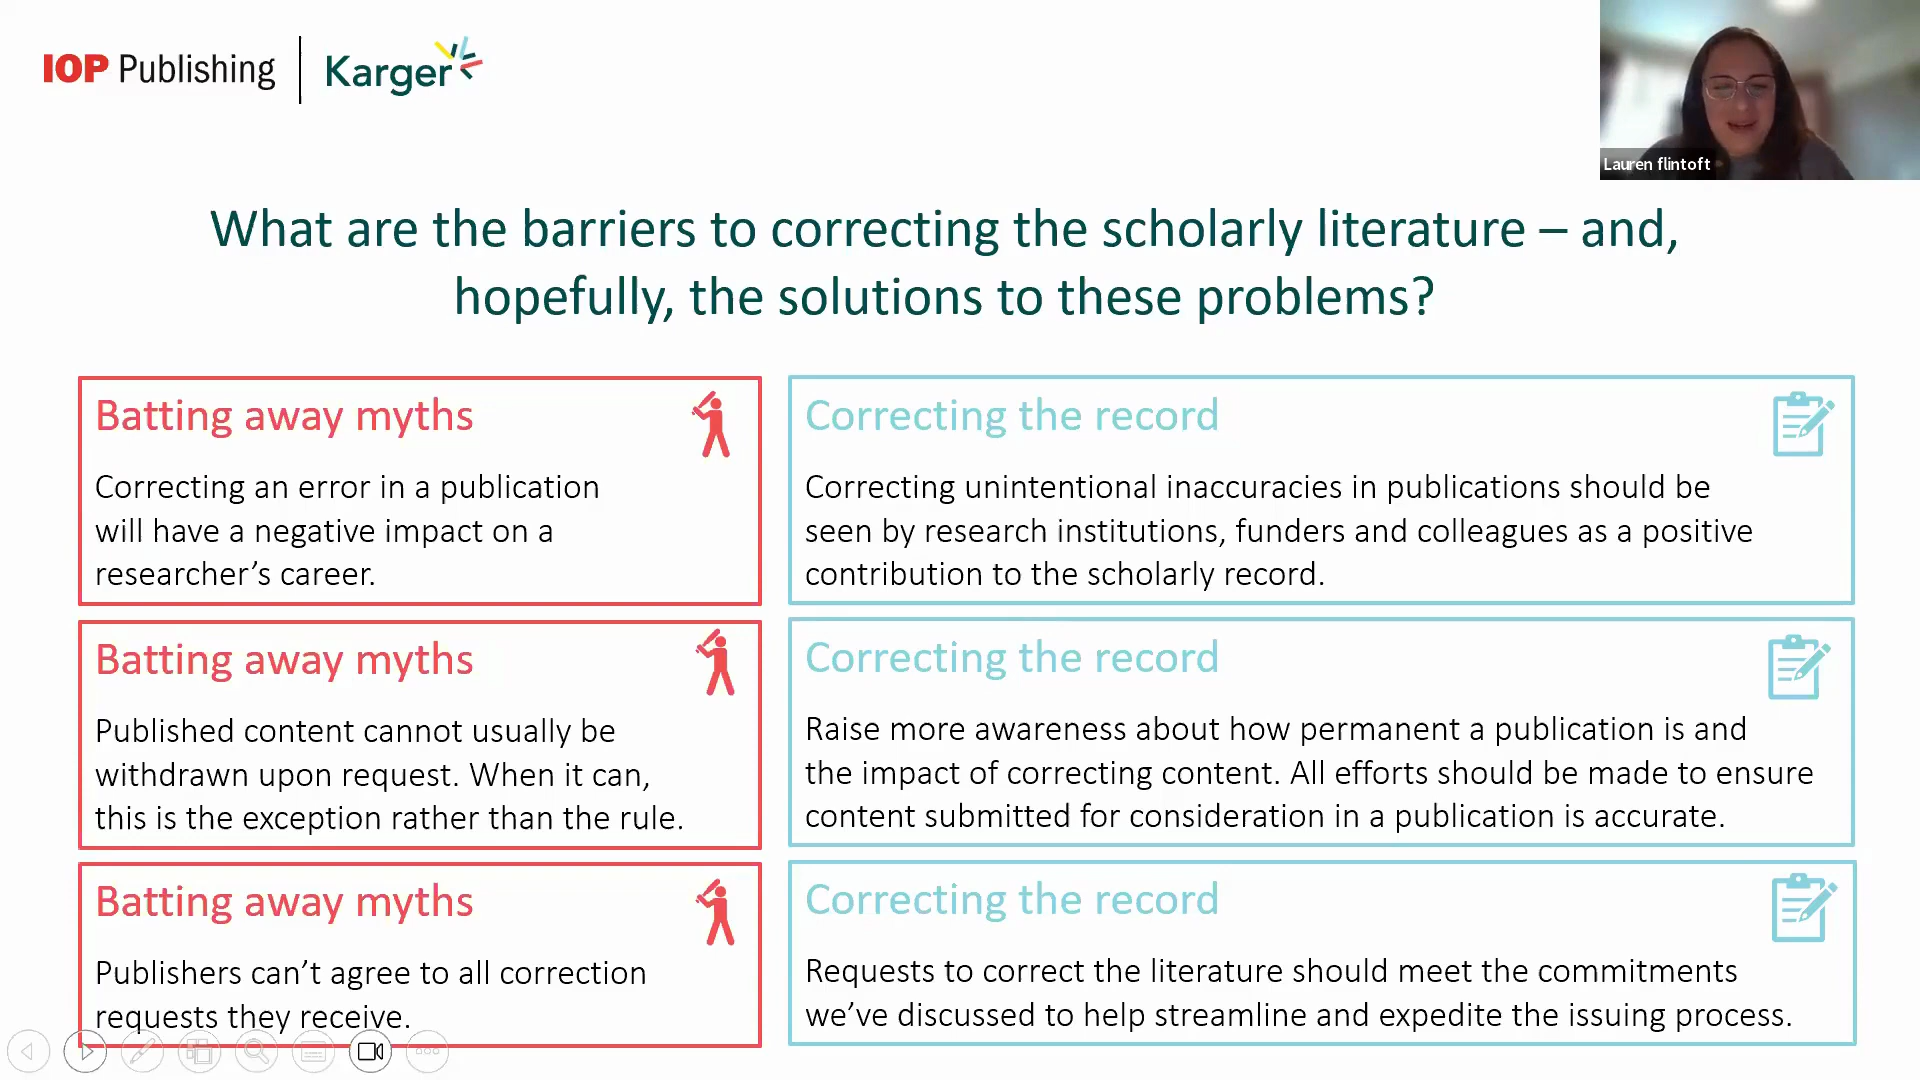 IOP Publishing
Karger
Lauren flintoft
What are the barriers to correcting the scholarly literature – and,
hopefully, the solutions to these problems?
Batting away myths
Correcting an error in a publication
will have a negative impact on a
researcher’s career.
Correcting the record
Correcting unintentional inaccuracies in publications should be
seen by research institutions, funders and colleagues as a positive
contribution to the scholarly record.
Batting away myths
Published content cannot usually be
withdrawn upon request. When it can,
this is the exception rather than the rule.
Correcting the record
Raise more awareness about how permanent a publication is and
the impact of correcting content. All efforts should be made to ensure
content submitted for consideration in a publication is accurate.
Batting away myths
Publishers can’t agree to all correction
requests they receive.
Correcting the record
Requests to correct the literature should meet the commitments
we’ve discussed to help streamline and expedite the issuing process.